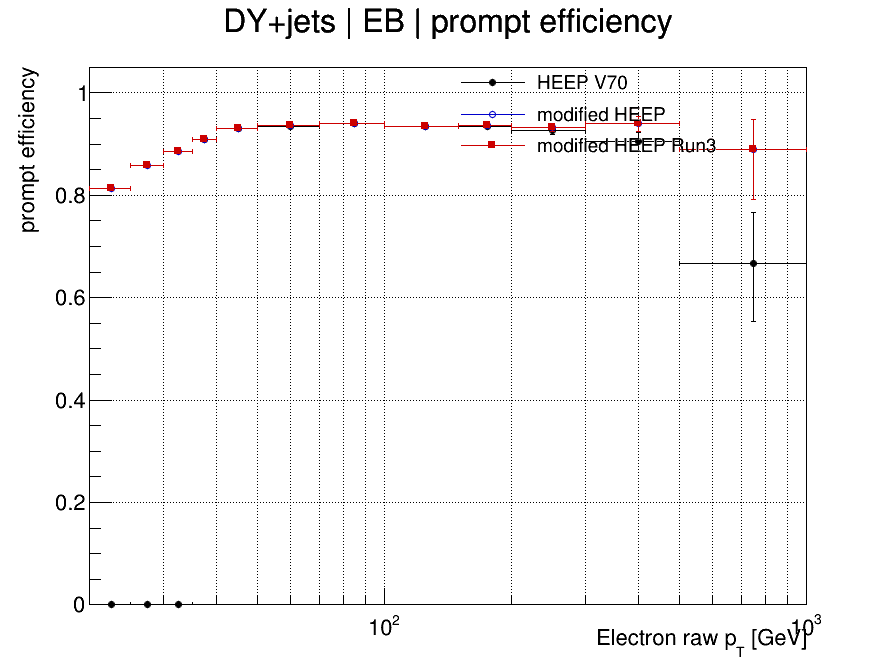 DY+jets | EB | prompt efficiency
prompt efficiency
1
0.8
0.6
0.4
0.2
0
HEEP V70
modified HEEP
modified HEEP Run3
10²
10³
Electron raw p_T [GeV]